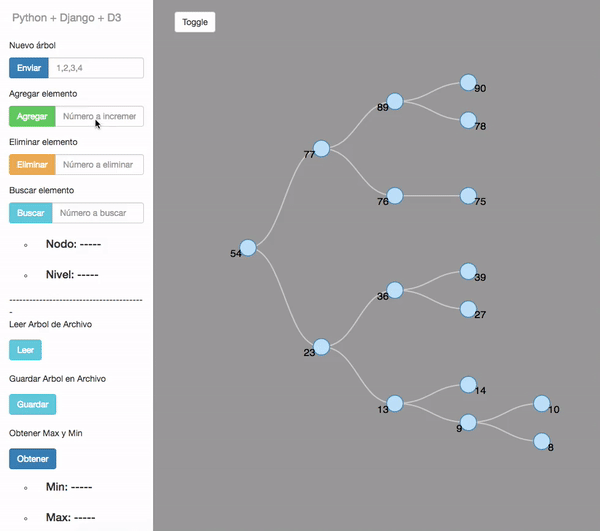 Python + Django + D3
Toggle
Nuevo árbol
Enviar 1,2,3,4
Agregar elemento
Agregar Número a incremer
Eliminar elemento
Eliminar Número a eliminar
Buscar elemento
Buscar Número a buscar
Nodo: -----
Nivel: -----
----------------------------------------
-
Leer Arbol de Archivo
Leer
Guardar Arbol en Archivo
Guardar
Obtener Max y Min
Obtener
Min: -----
Max: -----
90
89
78
77
76
75
54
39
36
27
23
14
13
10
9
8